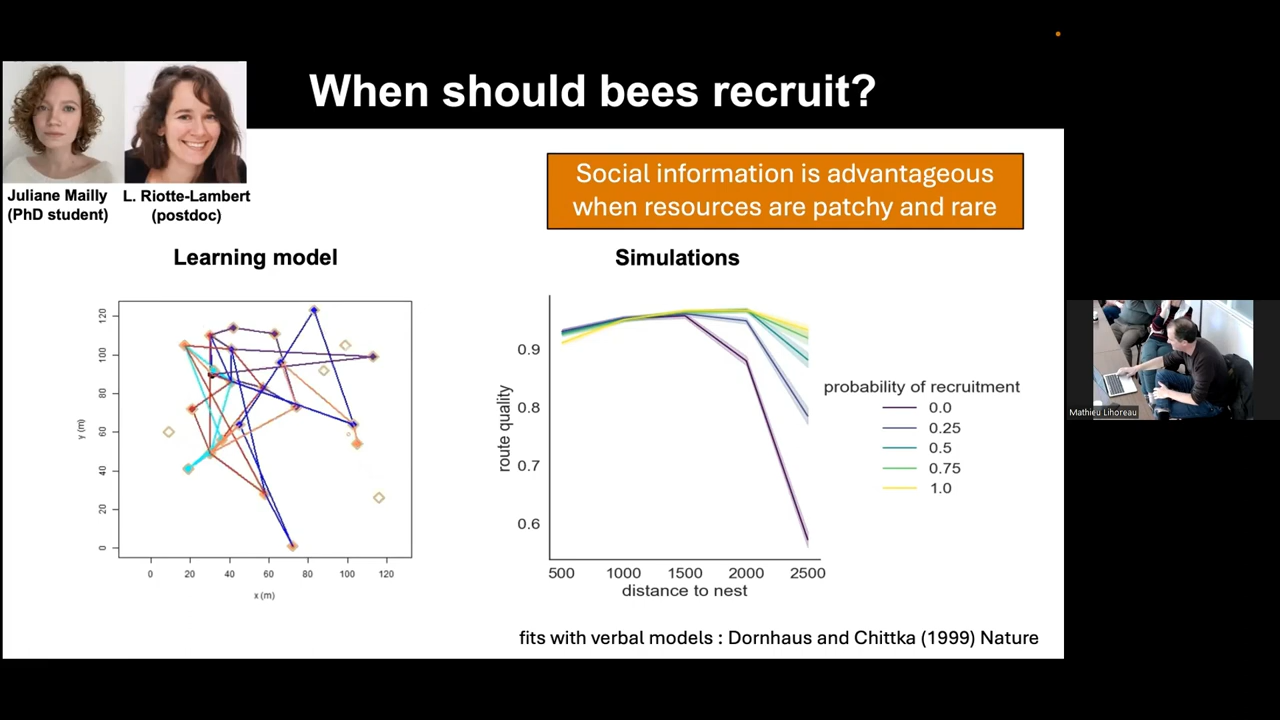 When should bees recruit?
Juliane Mailly
(PhD student)
L. Riotte-Lambert
(postdoc)
Social information is advantageous
when resources are patchy and rare
Learning model
Simulations
y (m)
120
100
80
60
40
20
0
0 20 40 60 80 100 120
x (m)
route quality
0.9
0.8
0.7
0.6
500 1000 1500 2000 2500
distance to nest
probability of recruitment
0.0
0.25
0.5
0.75
1.0
fits with verbal models : Dornhaus and Chittka (1999) Nature
Mathieu Lihoreau